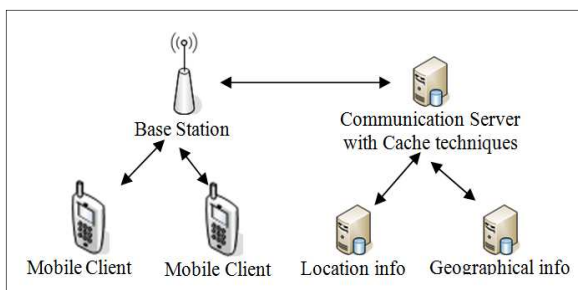 Base Station
Communication Server
with Cache techniques
Mobile Client
Mobile Client
Location info
Geographical info